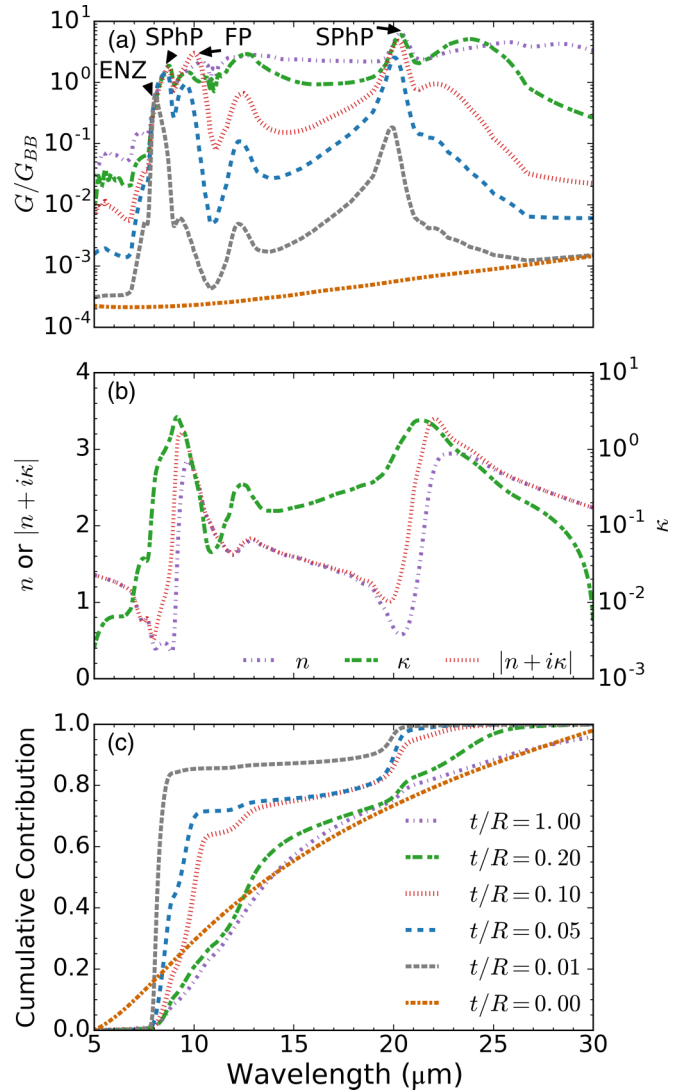 (a) SPhP FP SPhP
ENZ
10^1
10^0
10^-1
10^-2
10^-3
10^-4
G/G_BB
(b)
4
3
2
1
0
n or |n + iκ|
10^1
10^0
10^-1
10^-2
10^-3
κ
n κ |n + iκ|
(c)
1.0
0.8
0.6
0.4
0.2
0.0
Cumulative Contribution
t/R = 1.00
t/R = 0.20
t/R = 0.10
t/R = 0.05
t/R = 0.01
t/R = 0.00
5 10 15 20 25 30
Wavelength (μm)